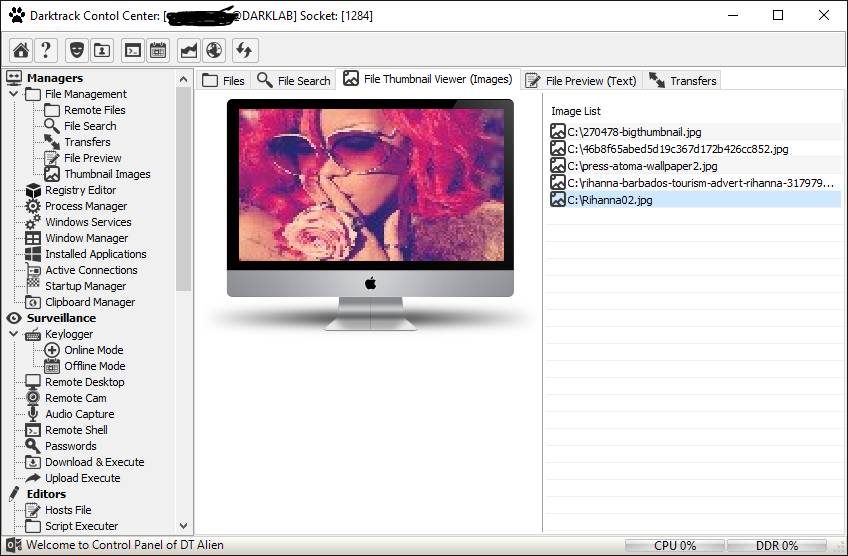 Darktrack Contol Center: [ @DARKLAB] Socket: [1284]
Managers
File Management
Remote Files
File Search
Transfers
File Preview
Thumbnail Images
Registry Editor
Process Manager
Windows Services
Window Manager
Installed Applications
Active Connections
Startup Manager
Clipboard Manager
Surveillance
Keylogger
Online Mode
Offline Mode
Remote Desktop
Remote Cam
Audio Capture
Remote Shell
Passwords
Download & Execute
Upload Execute
Editors
Hosts File
Script Executer
Files
File Search
File Thumbnail Viewer (Images)
File Preview (Text)
Transfers
Image List
C:\270478-bigthumbnail.jpg
C:\46b8f65abed5d19c367d172b426cc852.jpg
C:\press-atoma-wallpaper2.jpg
C:\rihanna-barbados-tourism-advert-rihanna-317979...
C:\Rihanna02.jpg
Welcome to Control Panel of DT Alien
CPU 0%
DDR 0%